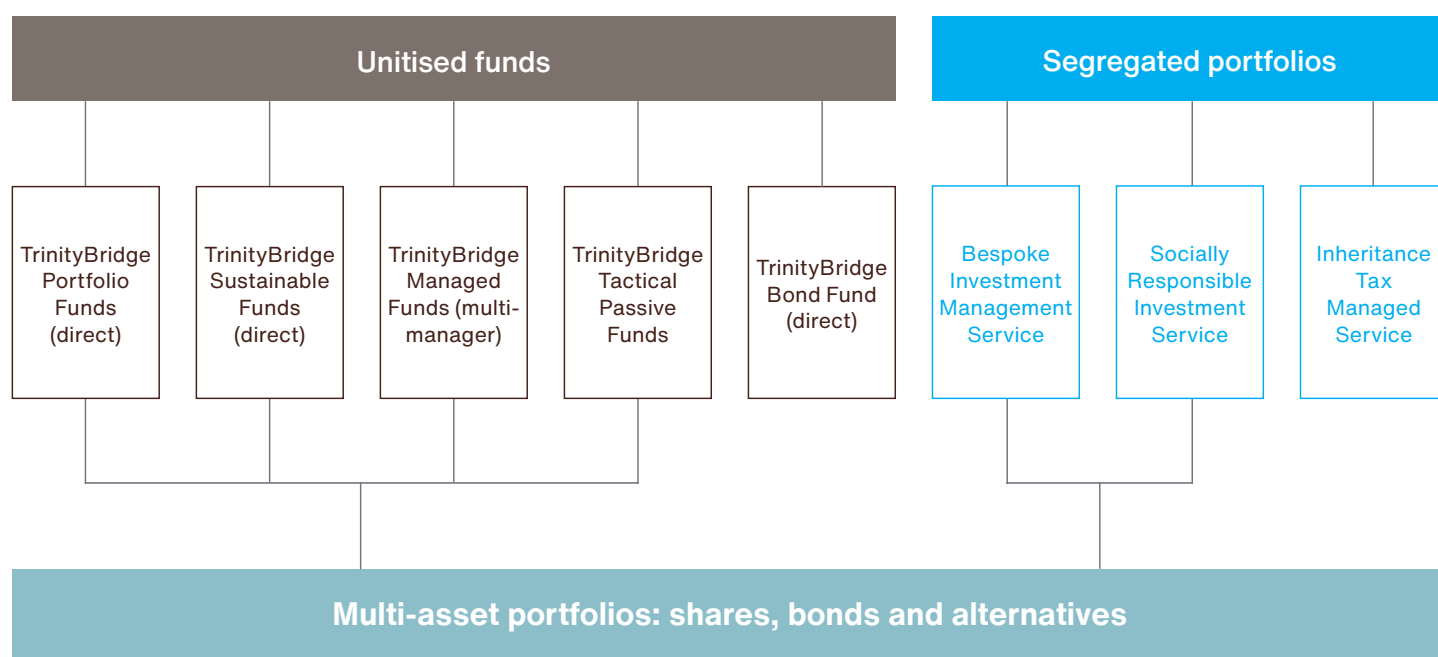 Unitised funds
Segregated portfolios
TrinityBridge
Portfolio
Funds
(direct)
TrinityBridge
Sustainable
Funds
(direct)
TrinityBridge
Managed
Funds (multi-
manager)
TrinityBridge
Tactical
Passive
Funds
TrinityBridge
Bond Fund
(direct)
Bespoke
Investment
Management
Service
Socially
Responsible
Investment
Service
Inheritance
Tax
Managed
Service
Multi-asset portfolios: shares, bonds and alternatives